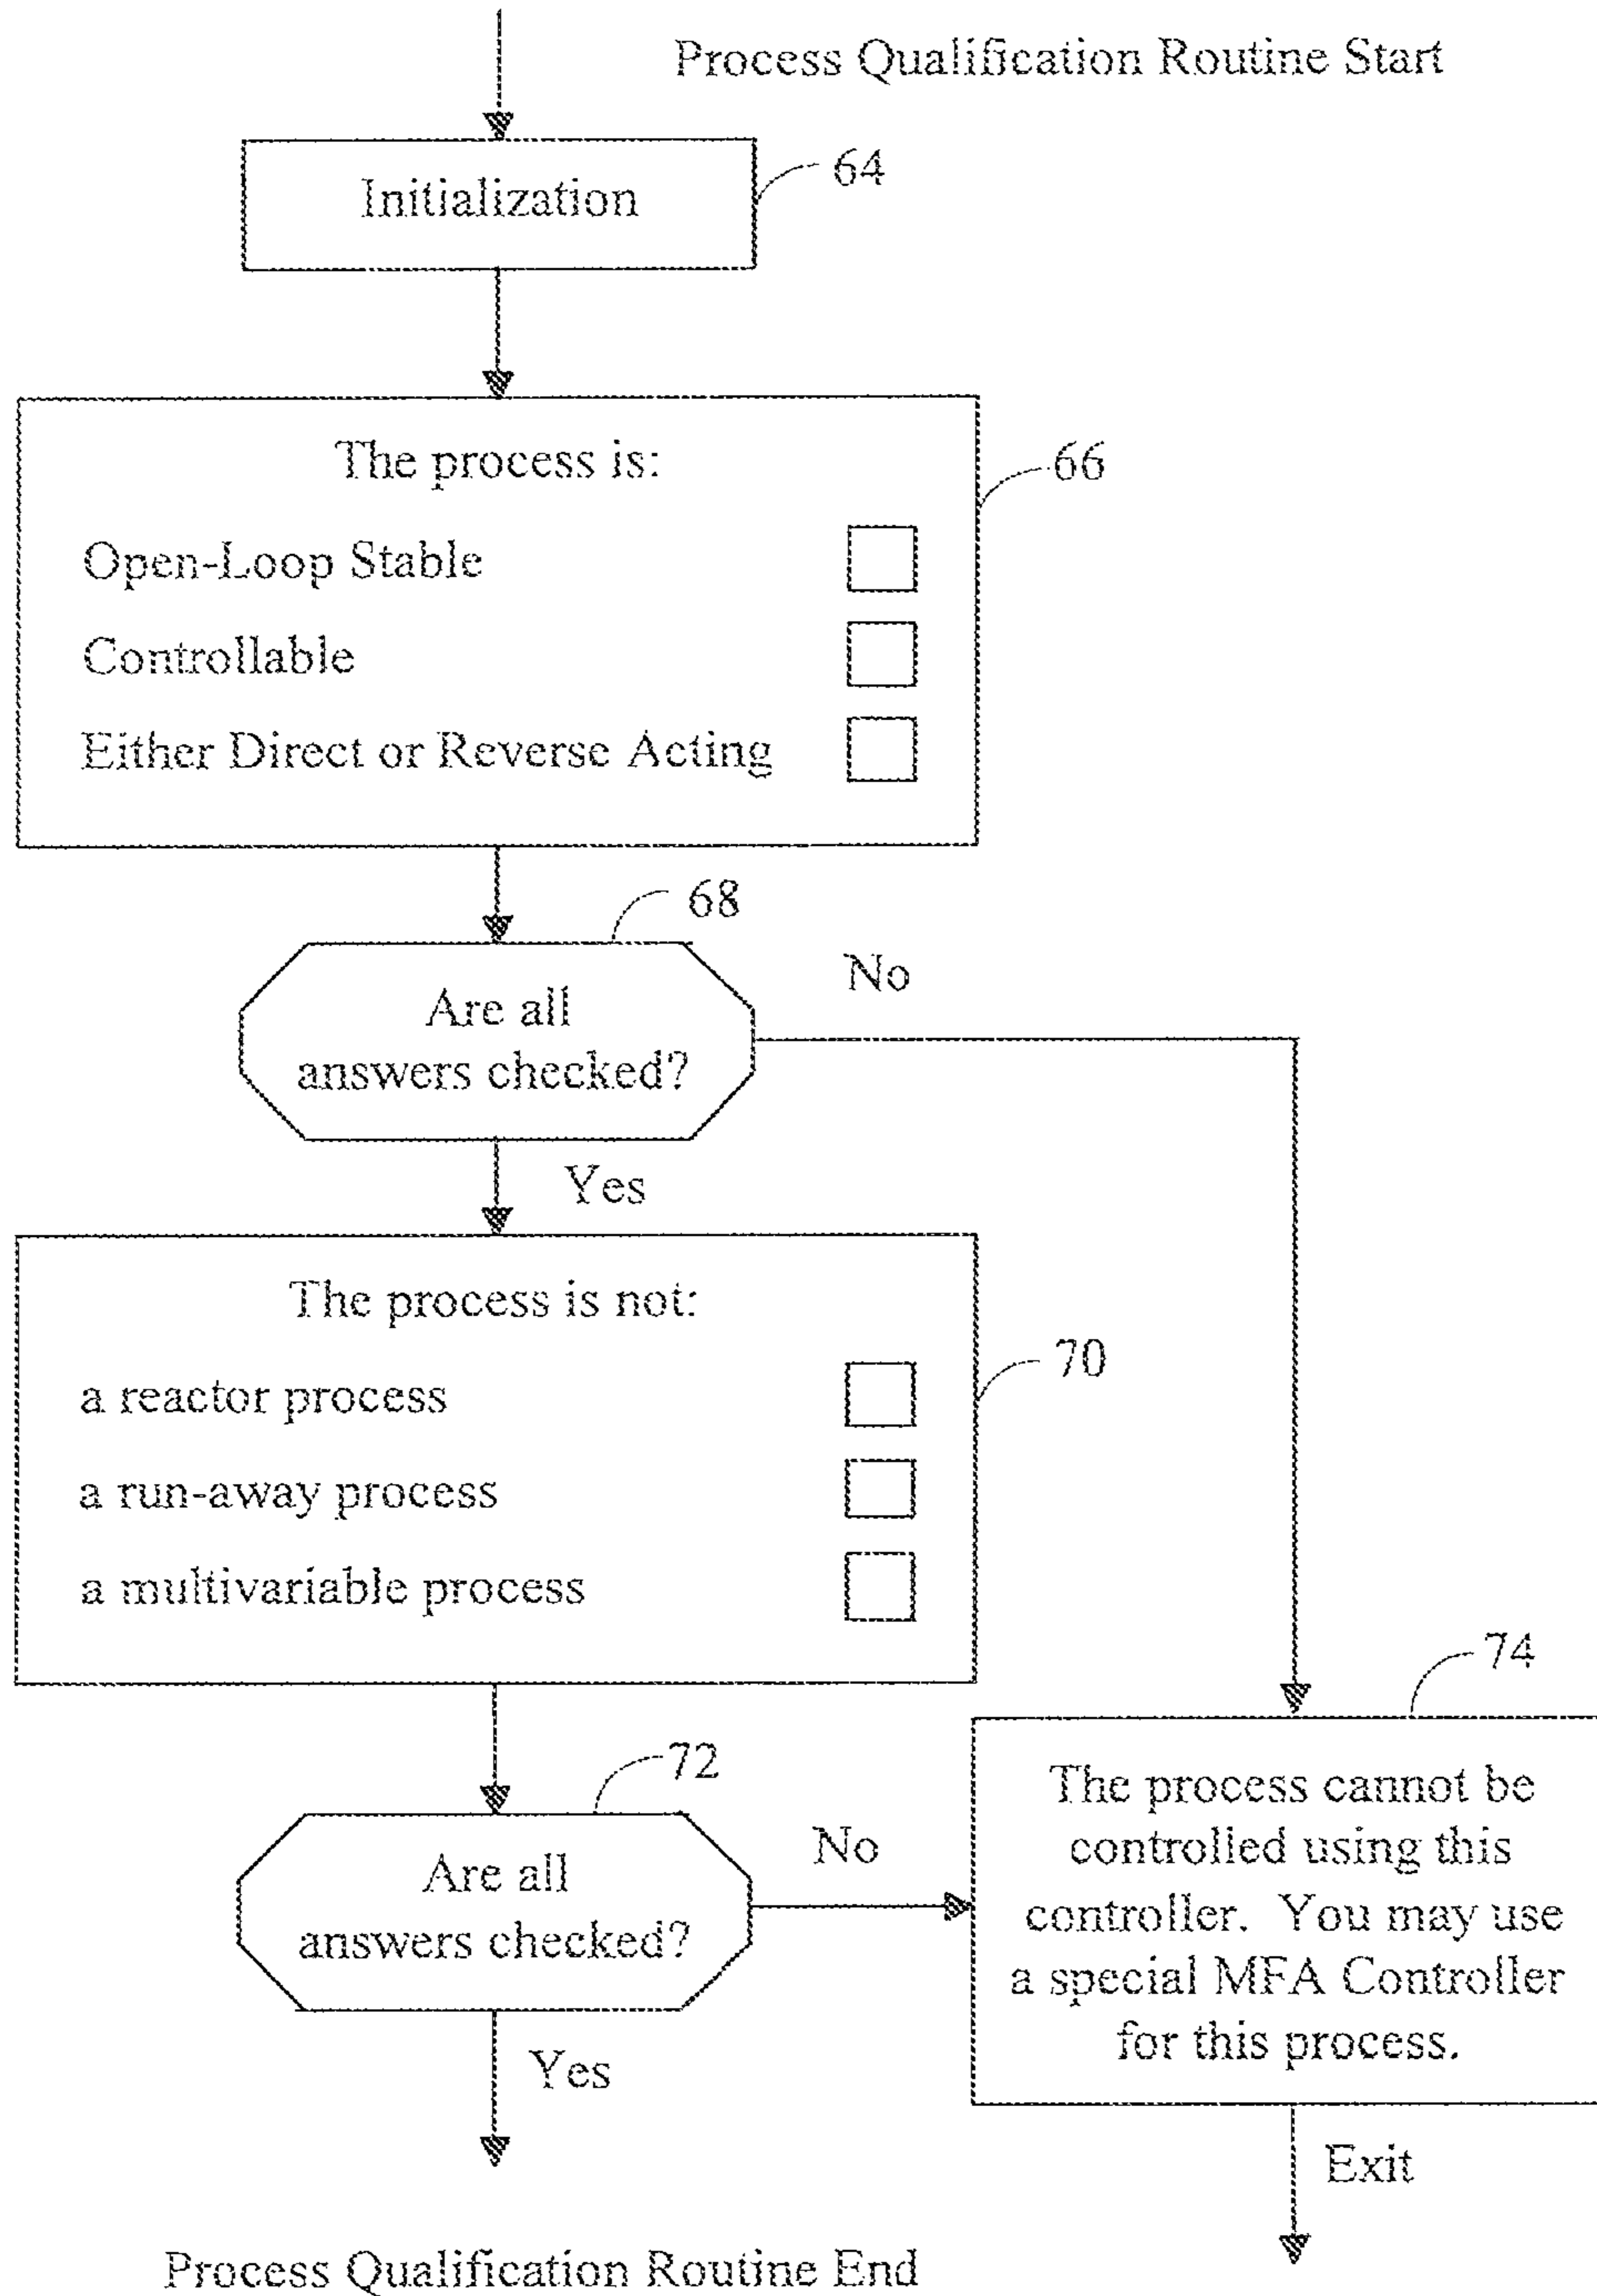 Process Qualification Routine Start
Initialization
64
The process is:
66
Open-Loop Stable
Controllable
Either Direct or Reverse Acting
68
Are all
answers checked?
No
Yes
The process is not:
70
a reactor process
a run-away process
a multivariable process
72
Are all
answers checked?
No
Yes
74
The process cannot be
controlled using this
controller. You may use
a special MFA Controller
for this process.
Exit
Process Qualification Routine End